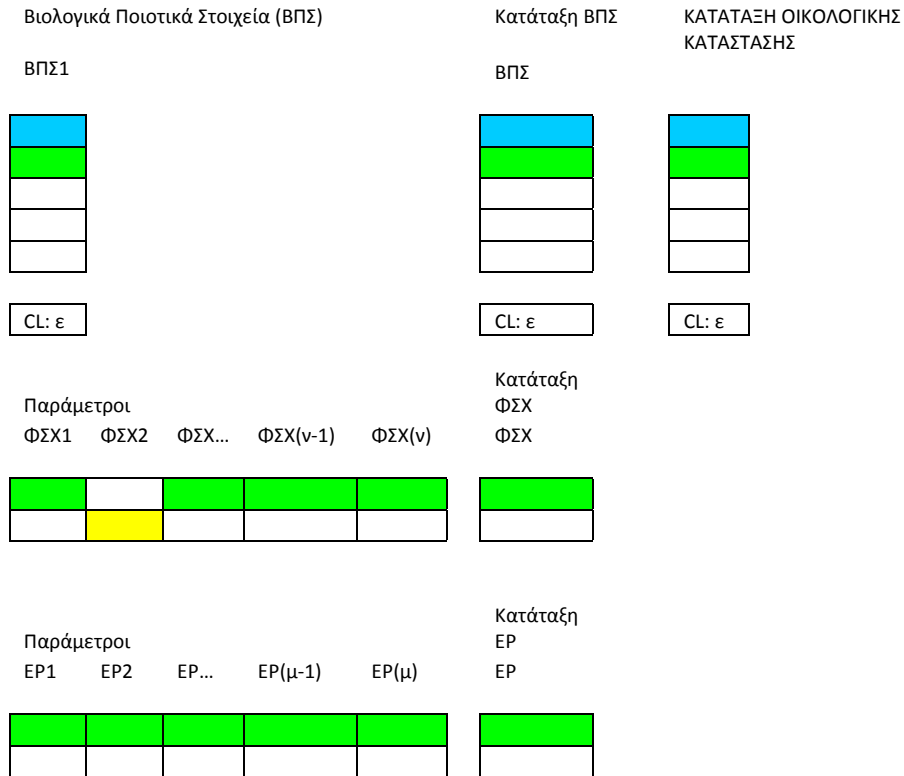 Βιολογικά Ποιοτικά Στοιχεία (ΒΠΣ)
Κατάταξη ΒΠΣ
ΚΑΤΑΤΑΞΗ ΟΙΚΟΛΟΓΙΚΗΣ
ΚΑΤΑΣΤΑΣΗΣ
ΒΠΣ1
ΒΠΣ
CL: ε
CL: ε
CL: ε
Παράμετροι
Κατάταξη
ΦΣΧ
ΦΣΧ1 ΦΣΧ2 ΦΣΧ... ΦΣΧ(ν-1) ΦΣΧ(ν) ΦΣΧ
Παράμετροι
Κατάταξη
ΕΡ
ΕΡ1 ΕΡ2 ΕΡ... ΕΡ(μ-1) ΕΡ(μ) ΕΡ